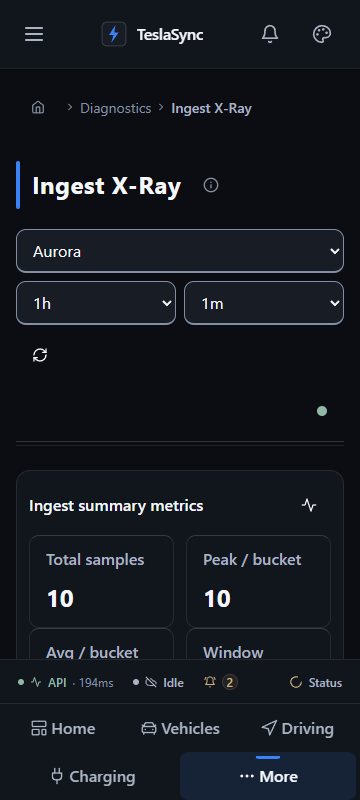 TeslaSync
Diagnostics Ingest X-Ray
Ingest X-Ray
Aurora
1h 1m
Ingest summary metrics
Total samples Peak / bucket
10 10
Avg / bucket Window
API · 194ms Idle 2 Status
Home Vehicles Driving
Charging More